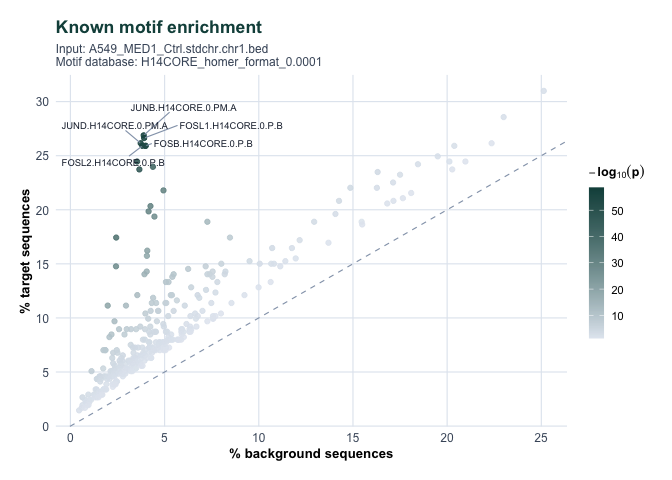 Known motif enrichment
Input: A549_MED1_Ctrl.stdchr.chr1.bed
Motif database: H14CORE_homer_format_0.0001
JUNB.H14CORE.0.PM.A
JUND.H14CORE.0.PM.A
FOSL1.H14CORE.0.P.B
FOSB.H14CORE.0.P.B
FOSL2.H14CORE.0.P.B
% target sequences
30
25
20
15
10
5
0
0 5 10 15 20 25
% background sequences
−log₁₀(p)
50
40
30
20
10